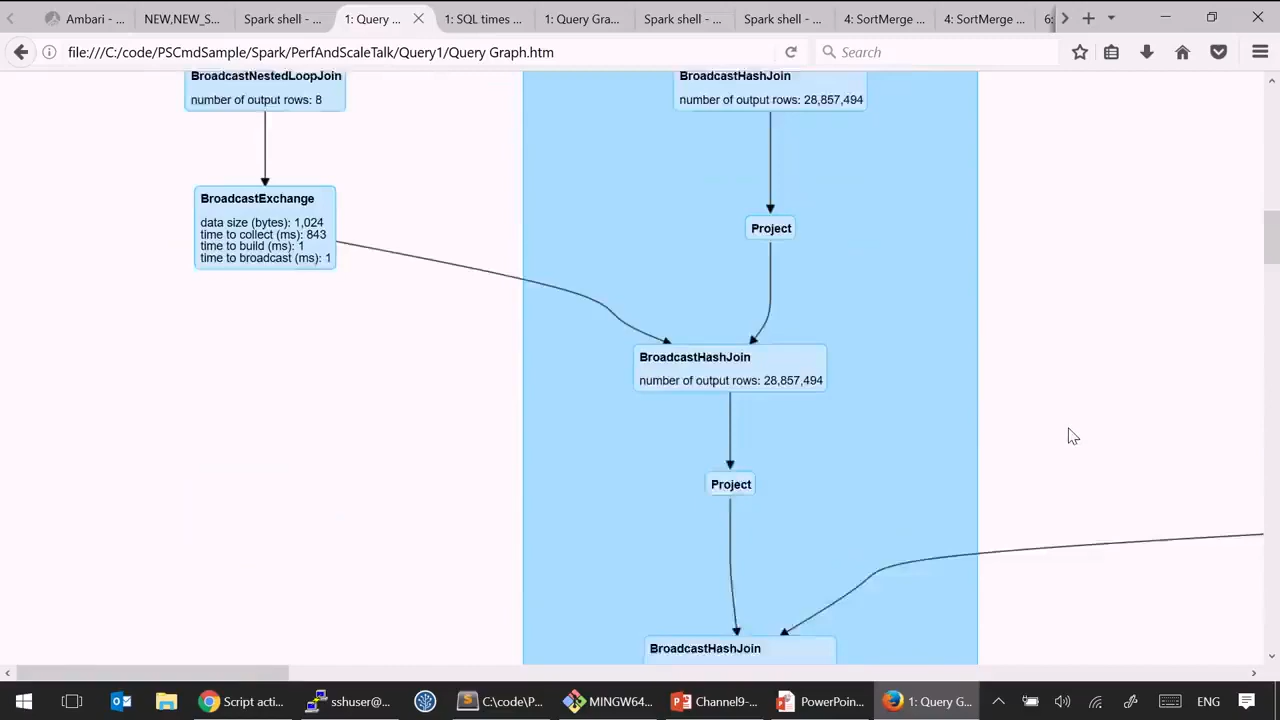 Ambari - ...
NEW,NEW_S...
Spark shell - ...
1: Query ...
1: SQL times ...
1: Query Gra...
Spark shell - ...
Spark shell - ...
4: SortMerge ...
4: SortMerge ...
6:
file:///C:/code/PSCmdSample/Spark/PerfAndScaleTalk/Query1/Query Graph.htm
Search
BroadcastNestedLoopJoin
number of output rows: 8
BroadcastHashJoin
number of output rows: 28,857,494
BroadcastExchange
data size (bytes): 1,024
time to collect (ms): 843
time to build (ms): 1
time to broadcast (ms): 1
Project
BroadcastHashJoin
number of output rows: 28,857,494
Project
BroadcastHashJoin
Script acti...
sshuser@...
C:\code\P...
MINGW64...
Channel9-...
PowerPoin...
1: Query G...
ENG
7:05 PM